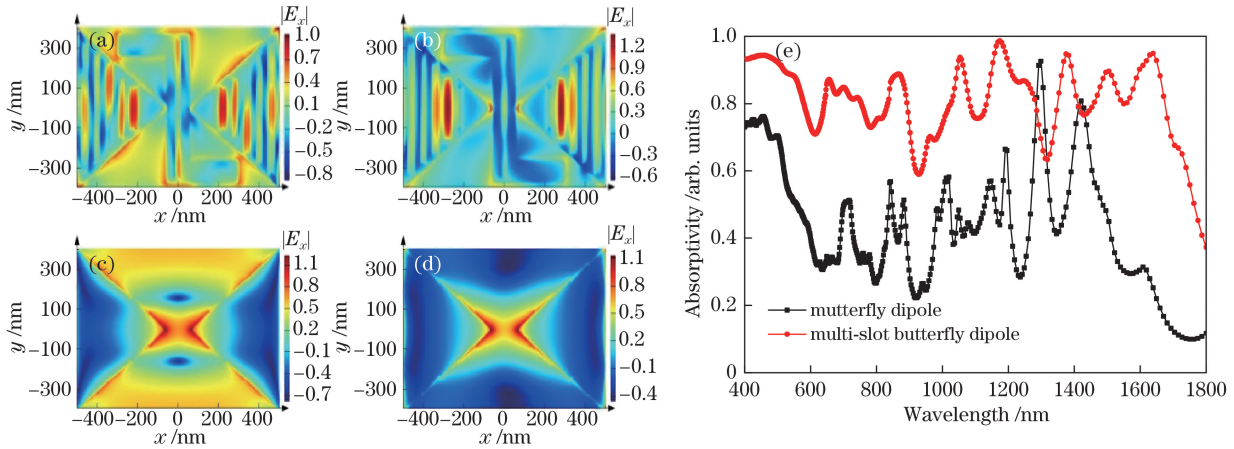 |Eₓ|
(a)
1.0
0.7
0.4
0.1
−0.2
−0.5
−0.8
300
100
−100
−300
y /nm
−400 −200 0 200 400
x /nm
|Eₓ|
(b)
1.2
0.9
0.6
0.3
0
−0.3
−0.6
300
100
−100
−300
y /nm
−400 −200 0 200 400
x /nm
|Eₓ|
(c)
1.1
0.8
0.5
0.2
−0.1
−0.4
−0.7
300
100
−100
−300
y /nm
−400 −200 0 200 400
x /nm
|Eₓ|
(d)
1.1
0.8
0.5
0.2
−0.1
−0.4
300
100
−100
−300
y /nm
−400 −200 0 200 400
x /nm
(e)
1.0
0.8
0.6
0.4
0.2
0
Absorptivity /arb. units
mutterfly dipole
multi-slot butterfly dipole
400 600 800 1000 1200 1400 1600 1800
Wavelength /nm